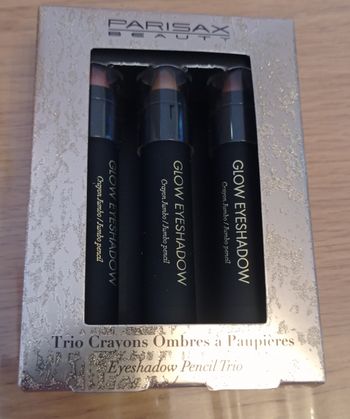 PARISAX
BEAUTY
GLOW EYESHADOW
Crayon Jumbo / Jumbo pencil
GLOW EYESHADOW
Crayon Jumbo / Jumbo pencil
GLOW EYESHADOW
Crayon Jumbo / Jumbo pencil
Trio Crayons Ombres à Paupières
Eyeshadow Pencil Trio